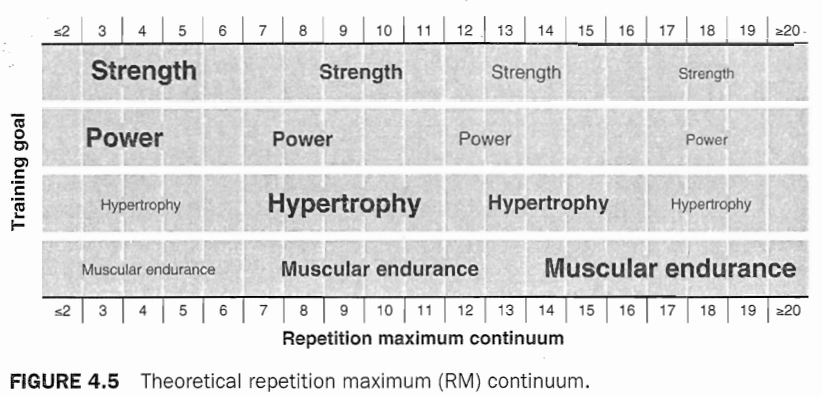 ≤2 3 4 5 6 7 8 9 10 11 12 13 14 15 16 17 18 19 ≥20
Training goal
Strength Strength Strength Strength
Power Power Power Power
Hypertrophy Hypertrophy Hypertrophy Hypertrophy
Muscular endurance Muscular endurance Muscular endurance
≤2 3 4 5 6 7 8 9 10 11 12 13 14 15 16 17 18 19 ≥20
Repetition maximum continuum
FIGURE 4.5 Theoretical repetition maximum (RM) continuum.